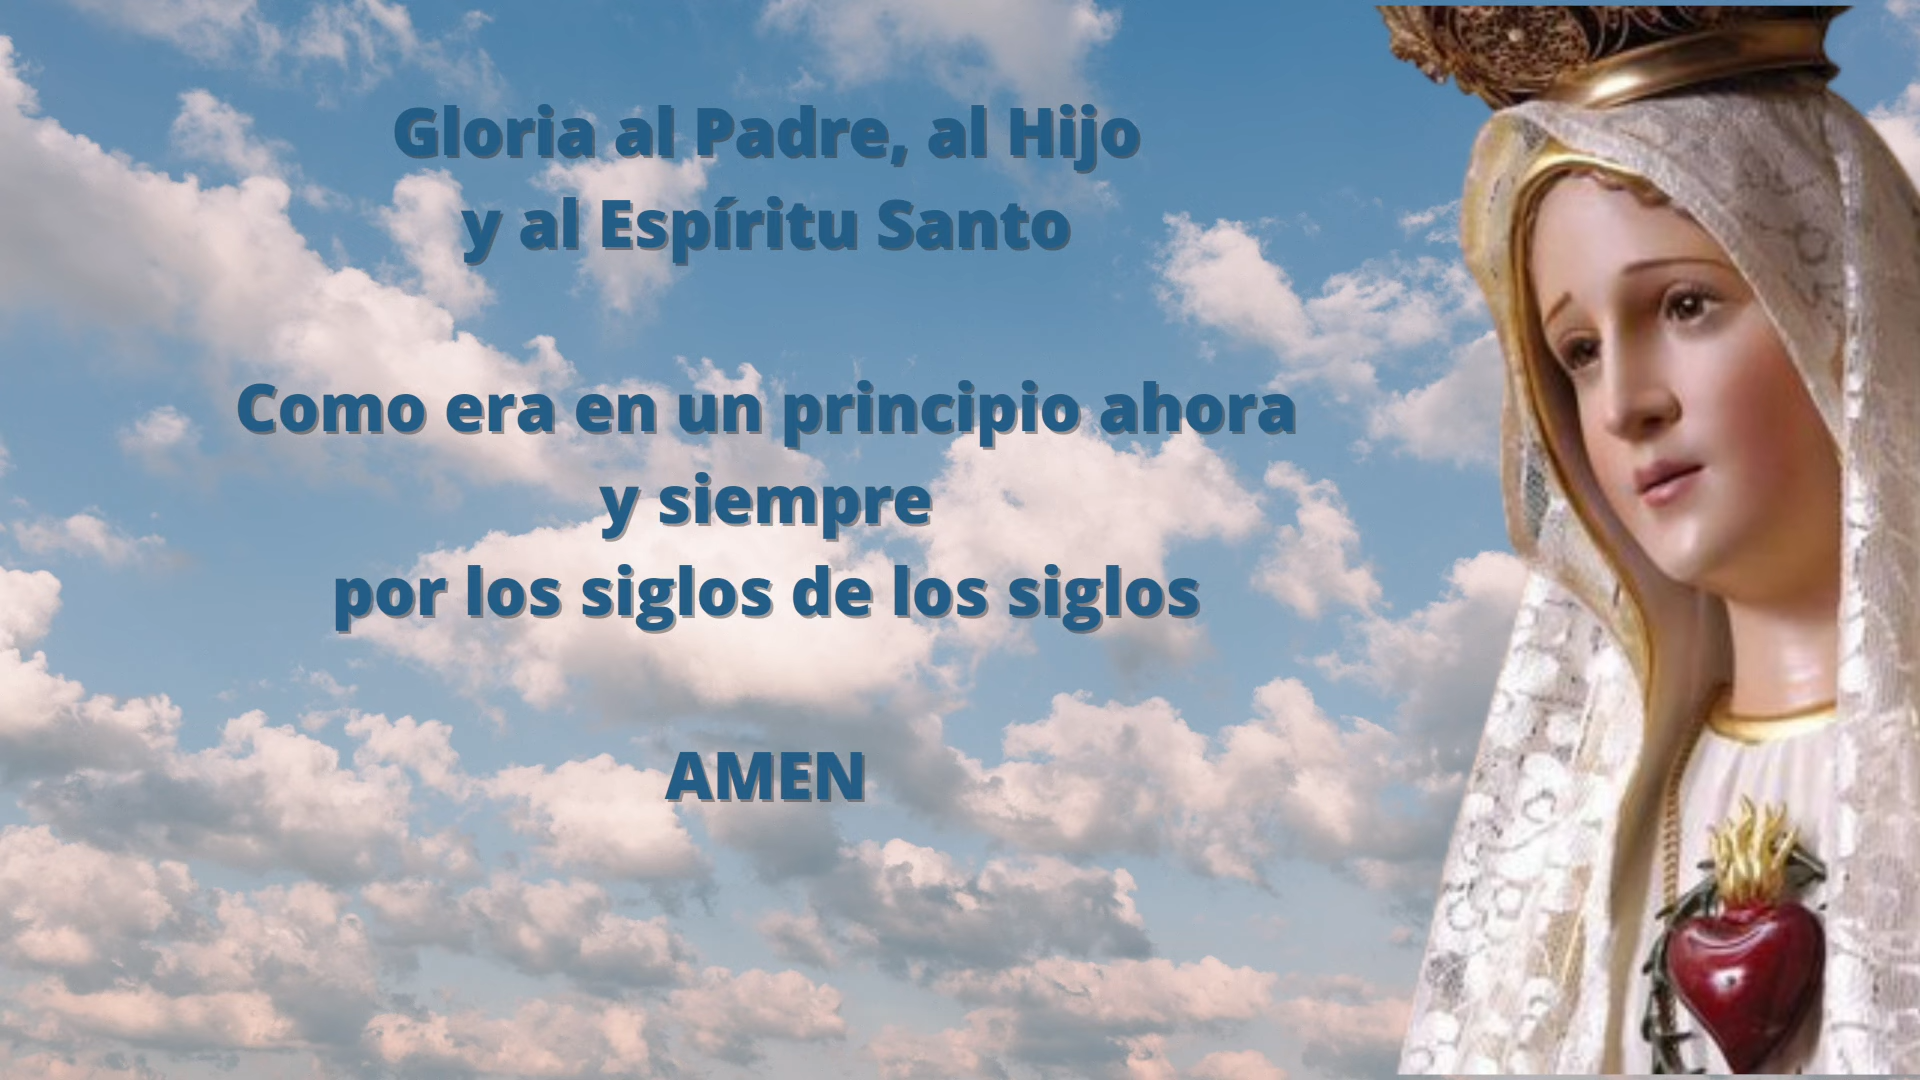 Gloria al Padre, al Hijo
y al Espíritu Santo
Como era en un principio ahora
y siempre
por los siglos de los siglos
AMEN